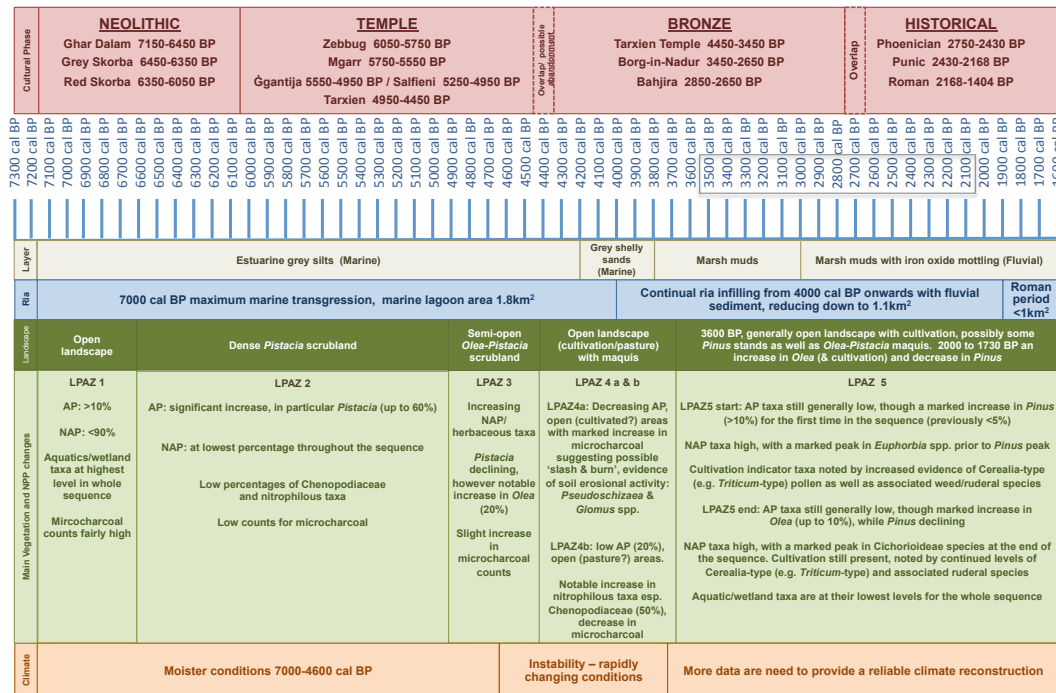 Cultural Phase
NEOLITHIC
Ghar Dalam 7150-6450 BP
Grey Skorba 6450-6350 BP
Red Skorba 6350-6050 BP
TEMPLE
Zebbug 6050-5750 BP
Mgarr 5750-5550 BP
Ġgantija 5550-4950 BP / Salfieni 5250-4950 BP
Tarxien 4950-4450 BP
Overlap/ possible
abandonment
BRONZE
Tarxien Temple 4450-3450 BP
Borg-in-Nadur 3450-2650 BP
Bahjira 2850-2650 BP
Overlap
HISTORICAL
Phoenician 2750-2430 BP
Punic 2430-2168 BP
Roman 2168-1404 BP
7300 cal BP
7200 cal BP
7100 cal BP
7000 cal BP
6900 cal BP
6800 cal BP
6700 cal BP
6600 cal BP
6500 cal BP
6400 cal BP
6300 cal BP
6200 cal BP
6100 cal BP
6000 cal BP
5900 cal BP
5800 cal BP
5700 cal BP
5600 cal BP
5500 cal BP
5400 cal BP
5300 cal BP
5200 cal BP
5100 cal BP
5000 cal BP
4900 cal BP
4800 cal BP
4700 cal BP
4600 cal BP
4500 cal BP
4400 cal BP
4300 cal BP
4200 cal BP
4100 cal BP
4000 cal BP
3900 cal BP
3800 cal BP
3700 cal BP
3600 cal BP
3500 cal BP
3400 cal BP
3300 cal BP
3200 cal BP
3100 cal BP
3000 cal BP
2900 cal BP
2800 cal BP
2700 cal BP
2600 cal BP
2500 cal BP
2400 cal BP
2300 cal BP
2200 cal BP
2100 cal BP
2000 cal BP
1900 cal BP
1800 cal BP
1700 cal BP
Layer
Estuarine grey silts (Marine)
Grey shelly
sands
(Marine)
Marsh muds
Marsh muds with iron oxide mottling (Fluvial)
Ria
7000 cal BP maximum marine transgression, marine lagoon area 1.8km²
Continual ria infilling from 4000 cal BP onwards with fluvial
sediment, reducing down to 1.1km²
Roman
period
<1km²
Landscape
Open
landscape
Dense Pistacia scrubland
Semi-open
Olea-Pistacia
scrubland
Open landscape
(cultivation/pasture)
with maquis
3600 BP, generally open landscape with cultivation, possibly some
Pinus stands as well as Olea-Pistacia maquis. 2000 to 1730 BP an
increase in Olea (& cultivation) and decrease in Pinus
Main Vegetation and NPP changes
LPAZ 1
AP: >10%
NAP: <90%
Aquatics/wetland
taxa at highest
level in whole
sequence
Mircocharcoal
counts fairly high
LPAZ 2
AP: significant increase, in particular Pistacia (up to 60%)
NAP: at lowest percentage throughout the sequence
Low percentages of Chenopodiaceae
and nitrophilous taxa
Low counts for microcharcoal
LPAZ 3
Increasing
NAP/
herbaceous taxa
Pistacia
declining,
however notable
increase in Olea
(20%)
Slight increase
in
microcharcoal
counts
LPAZ 4 a & b
LPAZ4a: Decreasing AP,
open (cultivated?) areas
with marked increase in
microcharcoal
suggesting possible
‘slash & burn’, evidence
of soil erosional activity:
Pseudoschizaea &
Glomus spp.
LPAZ4b: low AP (20%),
open (pasture?) areas.
Notable increase in
nitrophilous taxa esp.
Chenopodiaceae (50%),
decrease in
microcharcoal
LPAZ 5
LPAZ5 start: AP taxa still generally low, though a marked increase in Pinus
(>10%) for the first time in the sequence (previously <5%)
NAP taxa high, with a marked peak in Euphorbia spp. prior to Pinus peak
Cultivation indicator taxa noted by increased evidence of Cerealia-type
(e.g. Triticum-type) pollen as well as associated weed/ruderal species
LPAZ5 end: AP taxa still generally low, though marked increase in
Olea (up to 10%), while Pinus declining
NAP taxa high, with a marked peak in Cichorioideae species at the end of
the sequence. Cultivation still present, noted by continued levels of
Cerealia-type (e.g. Triticum-type) and associated ruderal species
Aquatic/wetland taxa are at their lowest levels for the whole sequence
Climate
Moister conditions 7000-4600 cal BP
Instability – rapidly
changing conditions
More data are need to provide a reliable climate reconstruction